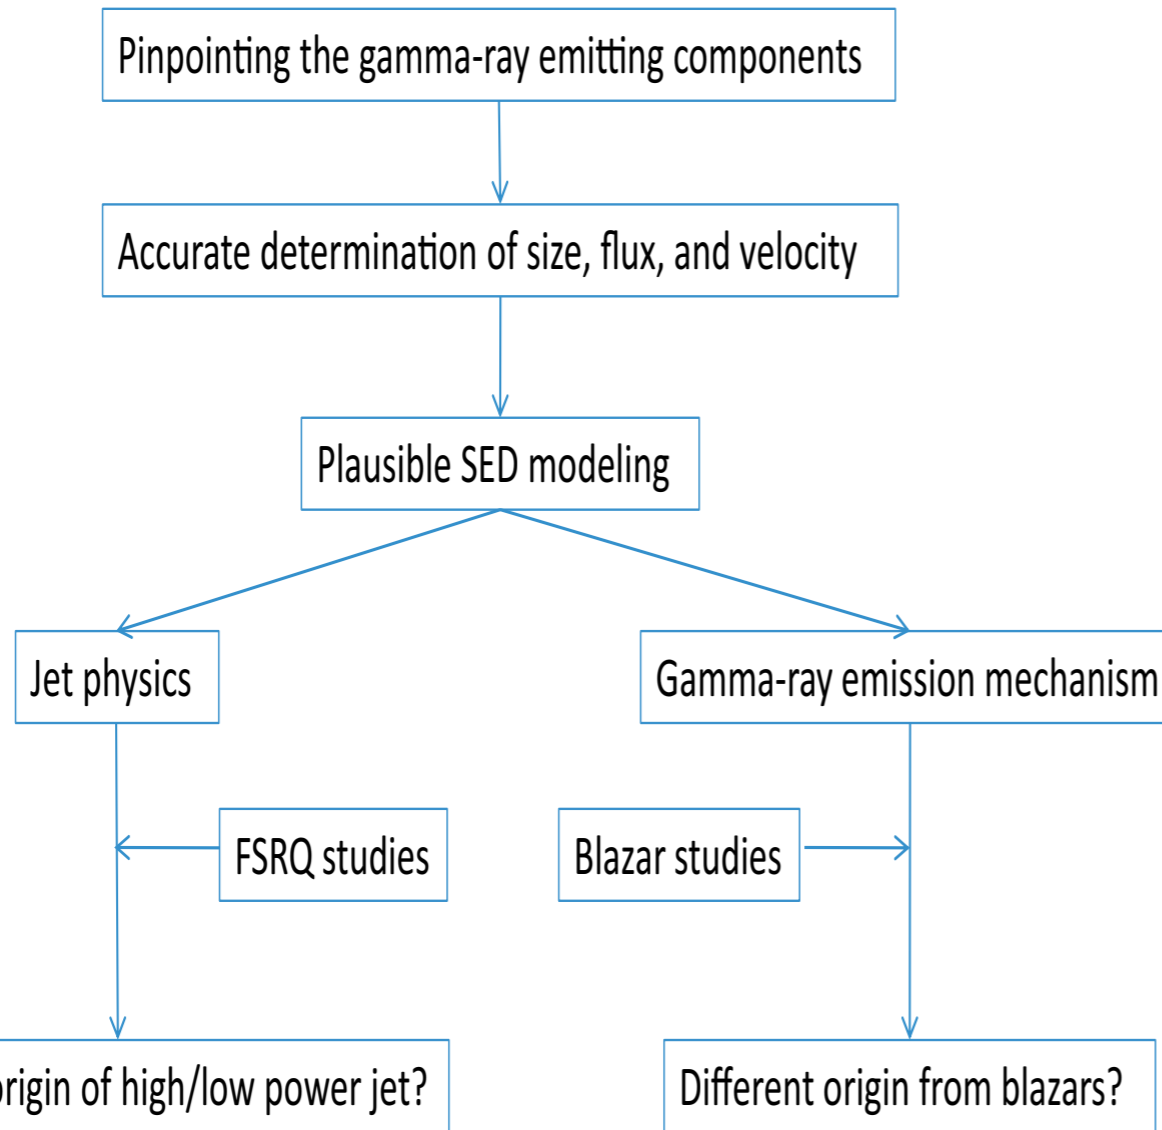 Pinpointing the gamma-ray emitting components
Accurate determination of size, flux, and velocity
Plausible SED modeling
Jet physics
Gamma-ray emission mechanism
FSRQ studies
Blazar studies
origin of high/low power jet?
Different origin from blazars?